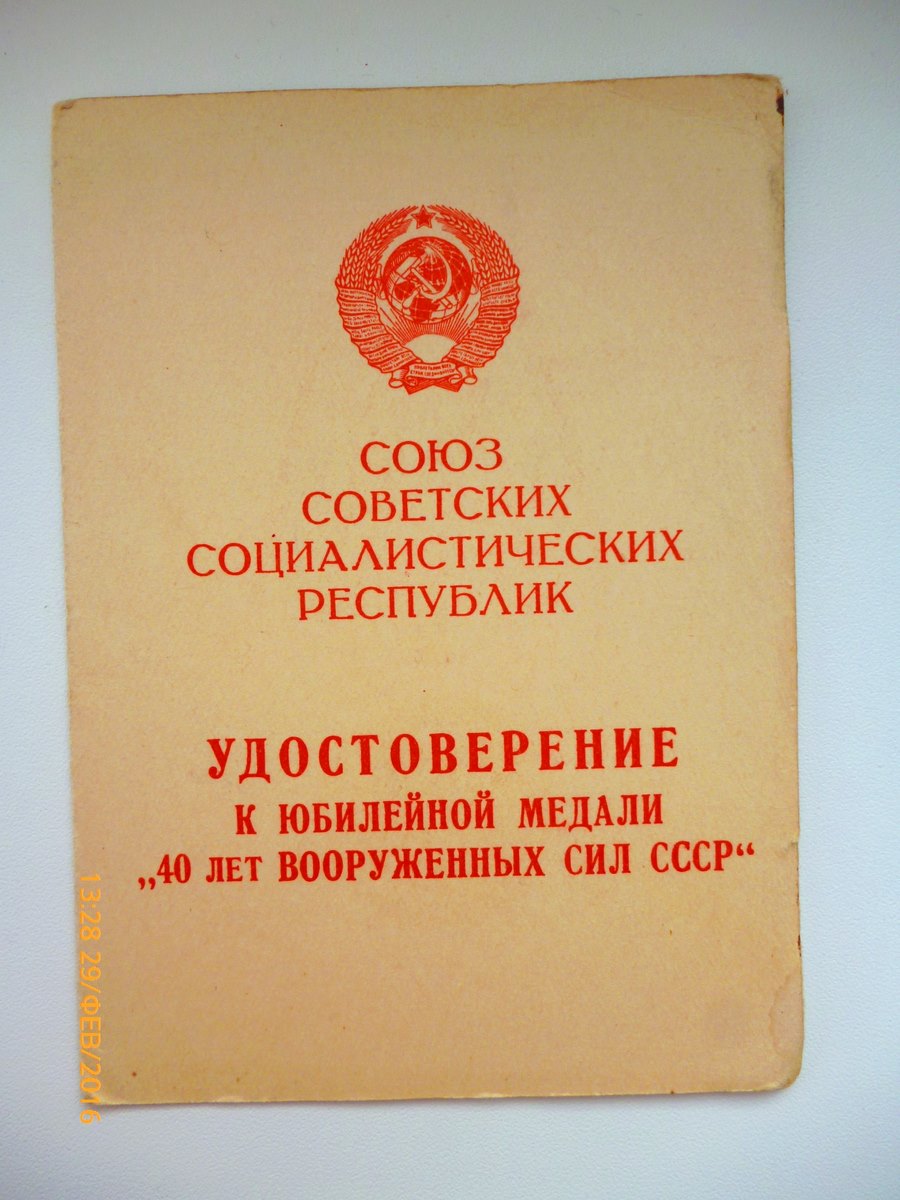 СОЮЗ
СОВЕТСКИХ
СОЦИАЛИСТИЧЕСКИХ
РЕСПУБЛИК
УДОСТОВЕРЕНИЕ
К ЮБИЛЕЙНОЙ МЕДАЛИ
„40 ЛЕТ ВООРУЖЕННЫХ СИЛ СССР“
13:28 29/ФЕВ/2016